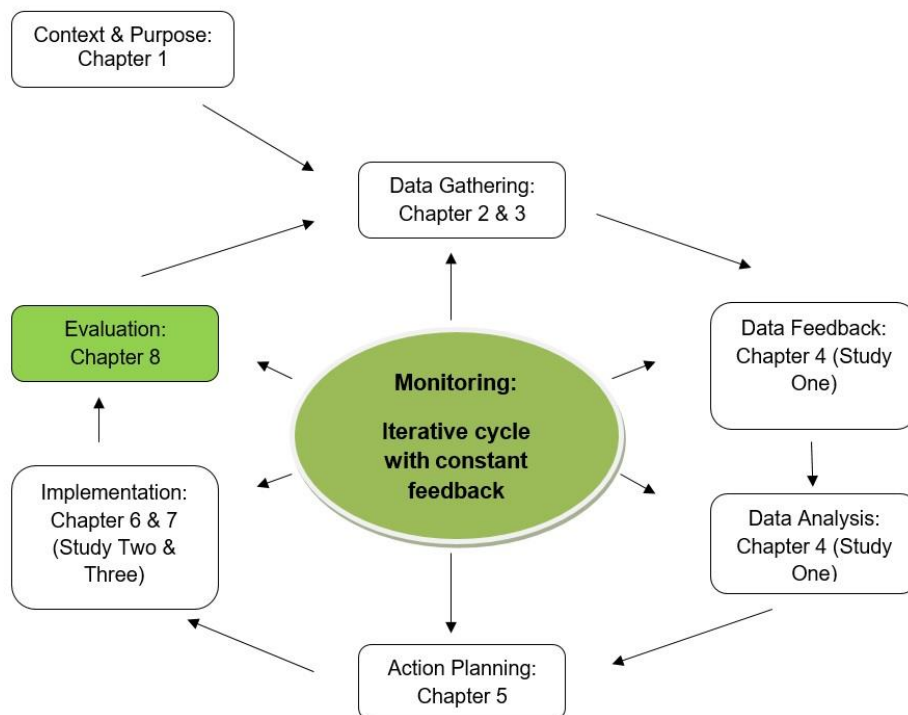 Context & Purpose:
Chapter 1
Data Gathering:
Chapter 2 & 3
Evaluation:
Chapter 8
Data Feedback:
Chapter 4 (Study
One)
Monitoring:
Iterative cycle
with constant
feedback
Implementation:
Chapter 6 & 7
(Study Two &
Three)
Data Analysis:
Chapter 4 (Study
One)
Action Planning:
Chapter 5